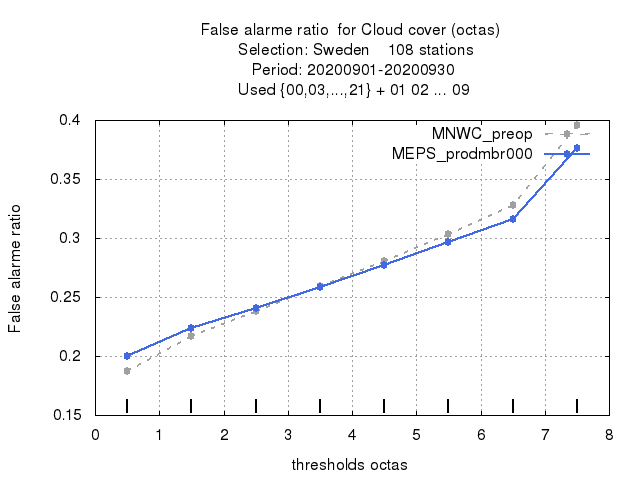 False alarme ratio  for Cloud cover (octas)
Selection: Sweden    108 stations
Period: 20200901-20200930
Used {00,03,...,21} + 01 02 ... 09
MNWC_preop
MEPS_prodmbr000
0.4
0.35
0.3
0.25
0.2
0.15
False alarme ratio
0 1 2 3 4 5 6 7 8
thresholds octas